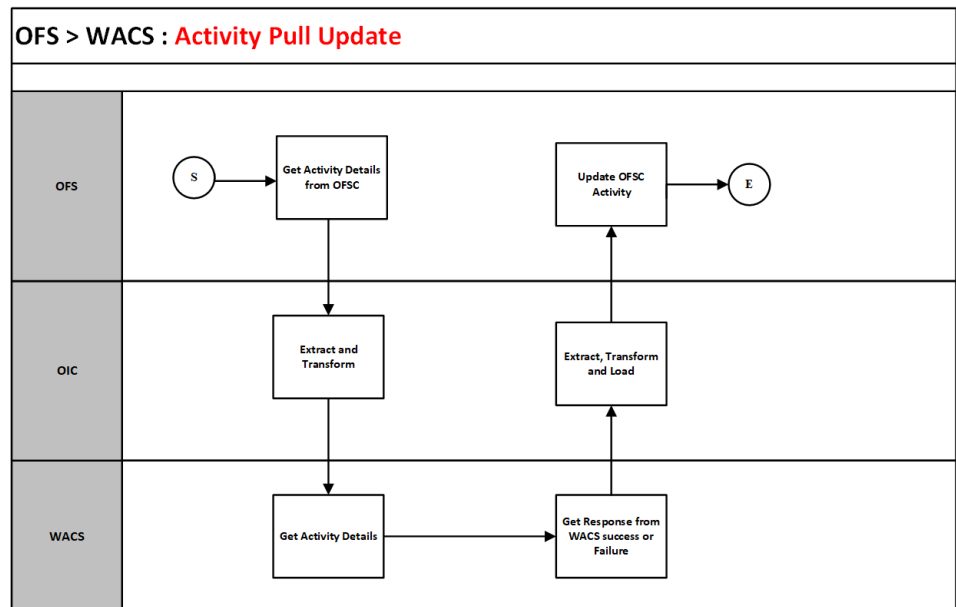 OFS > WACS : Activity Pull Update
OFS
S
Get Activity Details
from OFSC
Update OFSC
Activity
E
OIC
Extract and
Transform
Extract, Transform
and Load
WACS
Get Activity Details
Get Response from
WACS success or
Failure